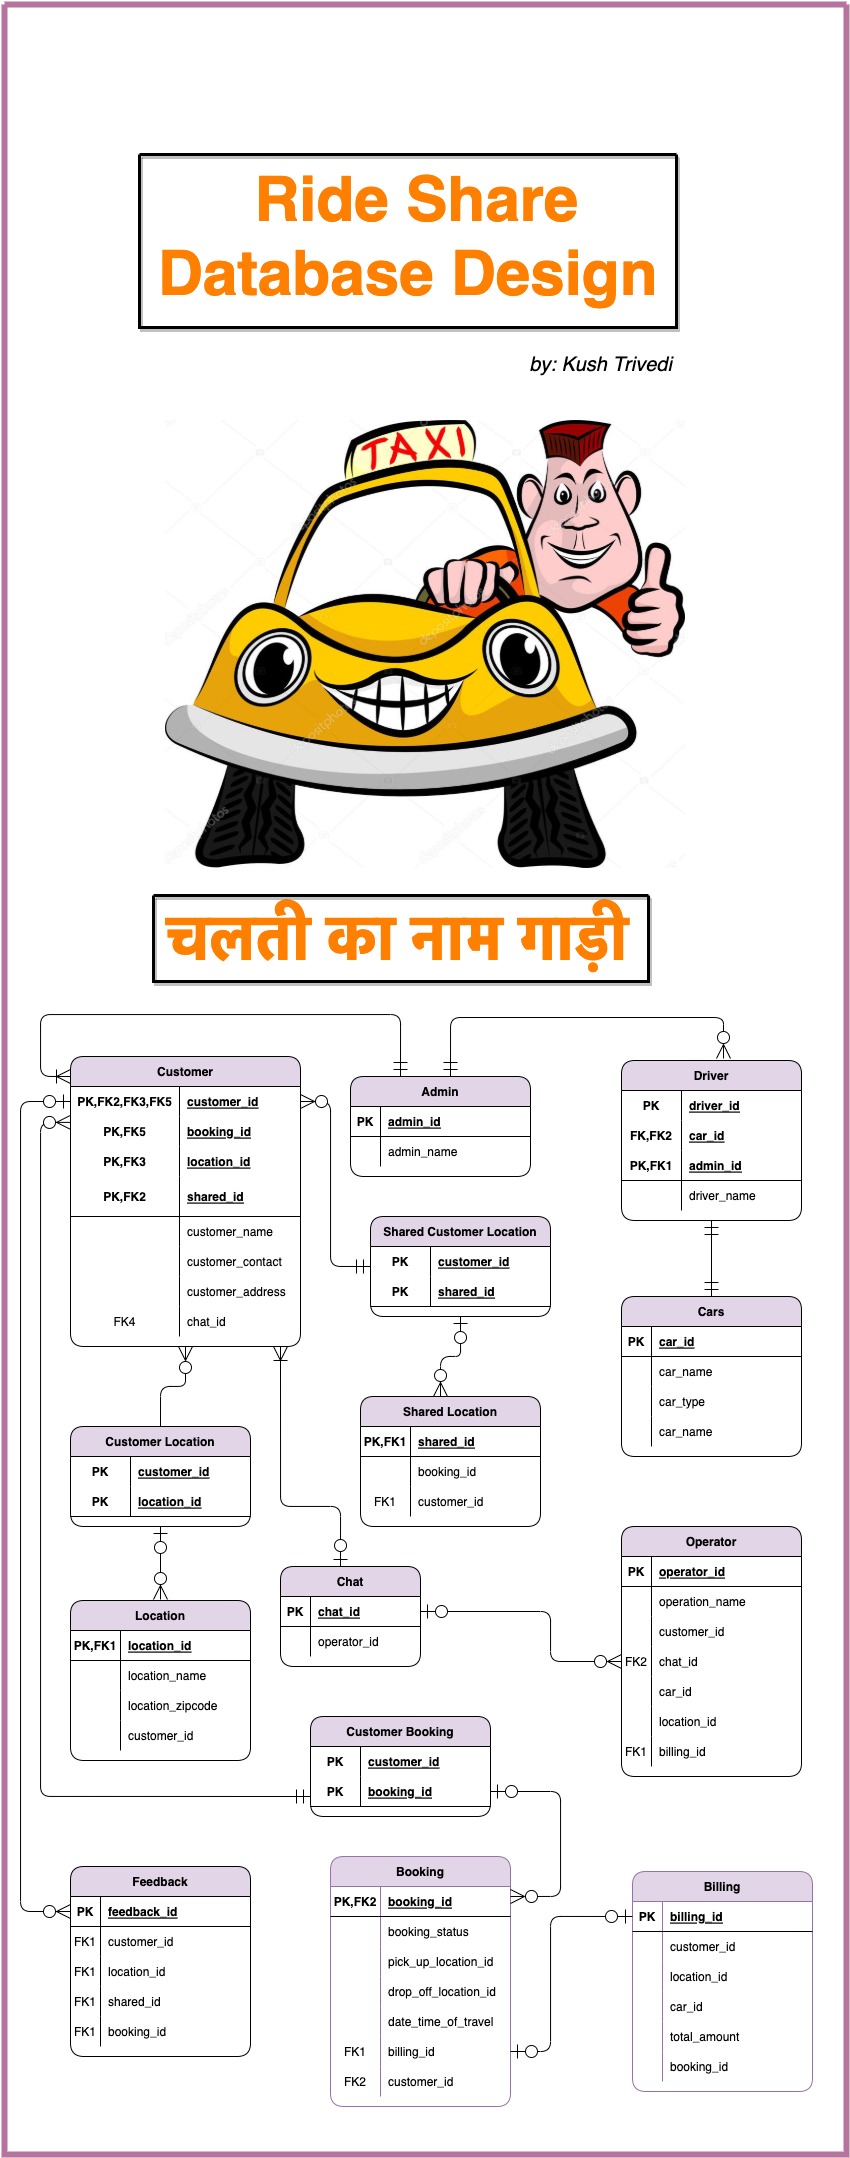 Ride Share
Database Design
by: Kush Trivedi
TAXI
चलती का नाम गाड़ी
Customer
PK,FK2,FK3,FK5 customer_id
PK,FK5 booking_id
PK,FK3 location_id
PK,FK2 shared_id
customer_name
customer_contact
customer_address
FK4 chat_id
Admin
PK admin_id
admin_name
Driver
PK driver_id
FK,FK2 car_id
PK,FK1 admin_id
driver_name
Shared Customer Location
PK customer_id
PK shared_id
Cars
PK car_id
car_name
car_type
car_name
Shared Location
PK,FK1 shared_id
booking_id
FK1 customer_id
Customer Location
PK customer_id
PK location_id
Operator
PK operator_id
operation_name
customer_id
FK2 chat_id
car_id
location_id
FK1 billing_id
Chat
PK chat_id
operator_id
Location
PK,FK1 location_id
location_name
location_zipcode
customer_id
Customer Booking
PK customer_id
PK booking_id
Feedback
PK feedback_id
FK1 customer_id
FK1 location_id
FK1 shared_id
FK1 booking_id
Booking
PK,FK2 booking_id
booking_status
pick_up_location_id
drop_off_location_id
date_time_of_travel
FK1 billing_id
FK2 customer_id
Billing
PK billing_id
customer_id
location_id
car_id
total_amount
booking_id